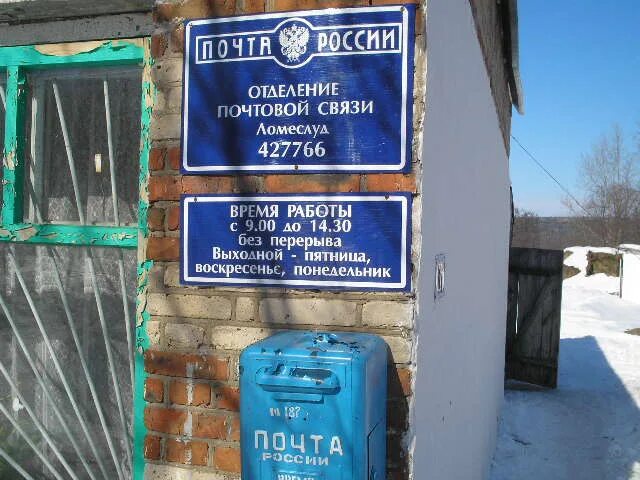 ПОЧТА РОССИИ
ОТДЕЛЕНИЕ
ПОЧТОВОЙ СВЯЗИ
Ломеслуд
427766
ВРЕМЯ РАБОТЫ
с 9.00 до 14.30
без перерыва
Выходной - пятница,
воскресенье, понедельник
ПОЧТА
РОССИИ
ВРЕМЯ